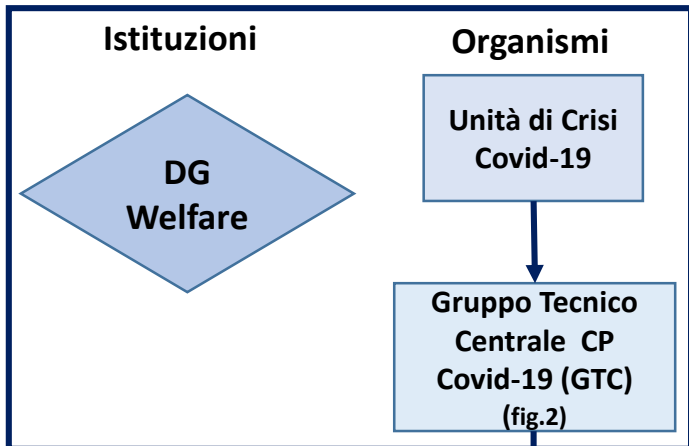 Istituzioni
Organismi
DG
Welfare
Unità di Crisi
Covid-19
Gruppo Tecnico
Centrale CP
Covid-19 (GTC)
(fig.2)